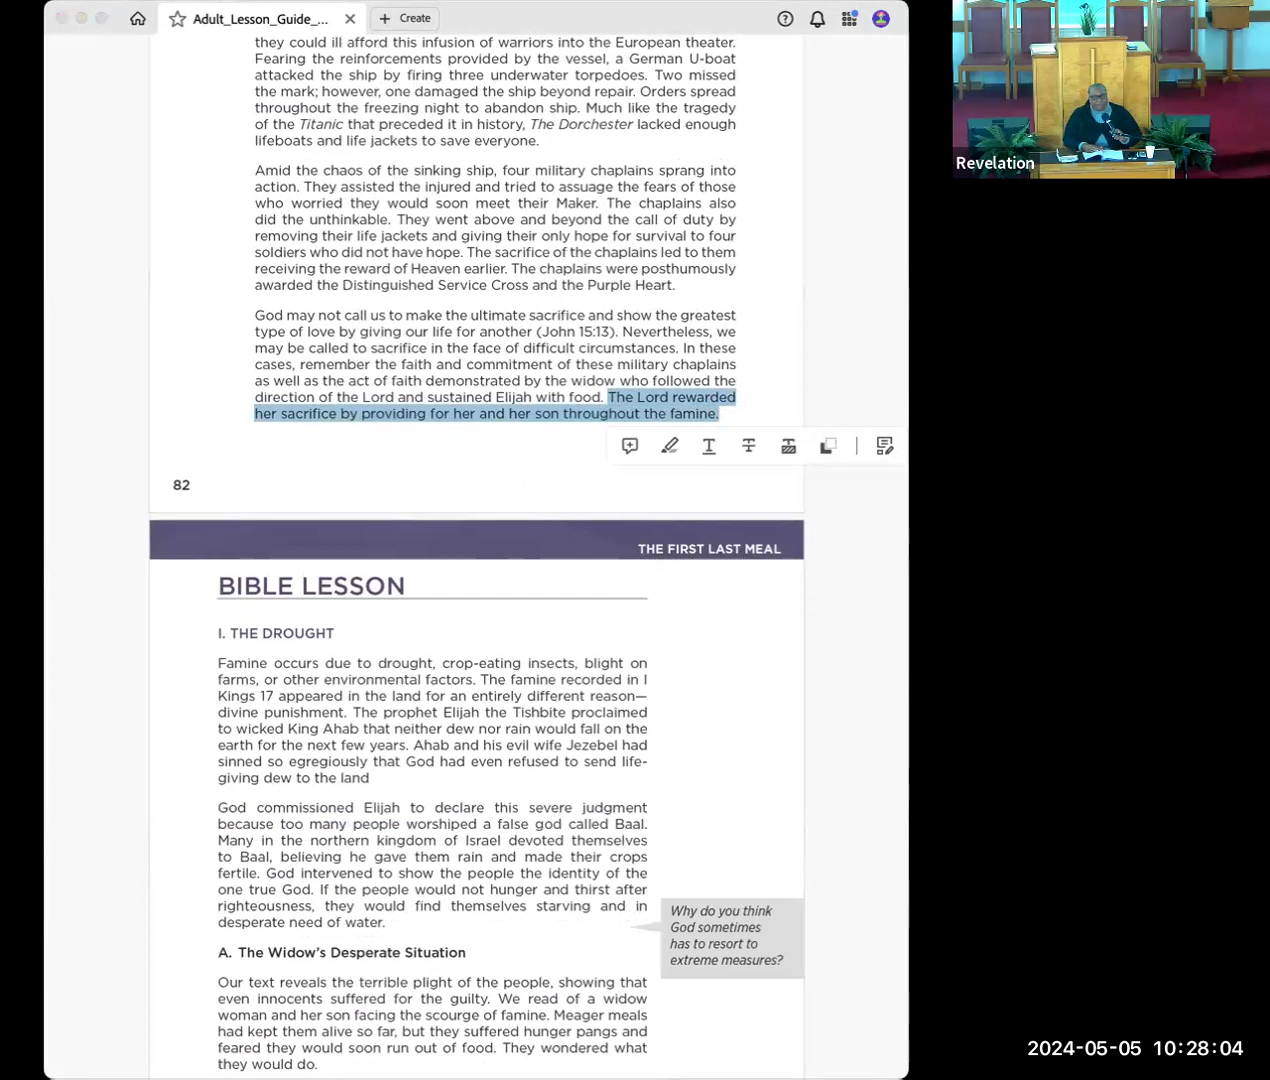 Adult_Lesson_Guide_...
Create
they could ill afford this infusion of warriors into the European theater.
Fearing the reinforcements provided by the vessel, a German U-boat
attacked the ship by firing three underwater torpedoes. Two missed
the mark; however, one damaged the ship beyond repair. Orders spread
throughout the freezing night to abandon ship. Much like the tragedy
of the Titanic that preceded it in history, The Dorchester lacked enough
lifeboats and life jackets to save everyone.
Amid the chaos of the sinking ship, four military chaplains sprang into
action. They assisted the injured and tried to assuage the fears of those
who worried they would soon meet their Maker. The chaplains also
did the unthinkable. They went above and beyond the call of duty by
removing their life jackets and giving their only hope for survival to four
soldiers who did not have hope. The sacrifice of the chaplains led to them
receiving the reward of Heaven earlier. The chaplains were posthumously
awarded the Distinguished Service Cross and the Purple Heart.
God may not call us to make the ultimate sacrifice and show the greatest
type of love by giving our life for another (John 15:13). Nevertheless, we
may be called to sacrifice in the face of difficult circumstances. In these
cases, remember the faith and commitment of these military chaplains
as well as the act of faith demonstrated by the widow who followed the
direction of the Lord and sustained Elijah with food. The Lord rewarded
her sacrifice by providing for her and her son throughout the famine.
82
THE FIRST LAST MEAL
BIBLE LESSON
I. THE DROUGHT
Famine occurs due to drought, crop-eating insects, blight on
farms, or other environmental factors. The famine recorded in I
Kings 17 appeared in the land for an entirely different reason—
divine punishment. The prophet Elijah the Tishbite proclaimed
to wicked King Ahab that neither dew nor rain would fall on the
earth for the next few years. Ahab and his evil wife Jezebel had
sinned so egregiously that God had even refused to send life-
giving dew to the land
God commissioned Elijah to declare this severe judgment
because too many people worshiped a false god called Baal.
Many in the northern kingdom of Israel devoted themselves
to Baal, believing he gave them rain and made their crops
fertile. God intervened to show the people the identity of the
one true God. If the people would not hunger and thirst after
righteousness, they would find themselves starving and in
desperate need of water.
Why do you think
God sometimes
has to resort to
extreme measures?
A. The Widow's Desperate Situation
Our text reveals the terrible plight of the people, showing that
even innocents suffered for the guilty. We read of a widow
woman and her son facing the scourge of famine. Meager meals
had kept them alive so far, but they suffered hunger pangs and
feared they would soon run out of food. They wondered what
they would do.
Revelation
2024-05-05 10:28:04